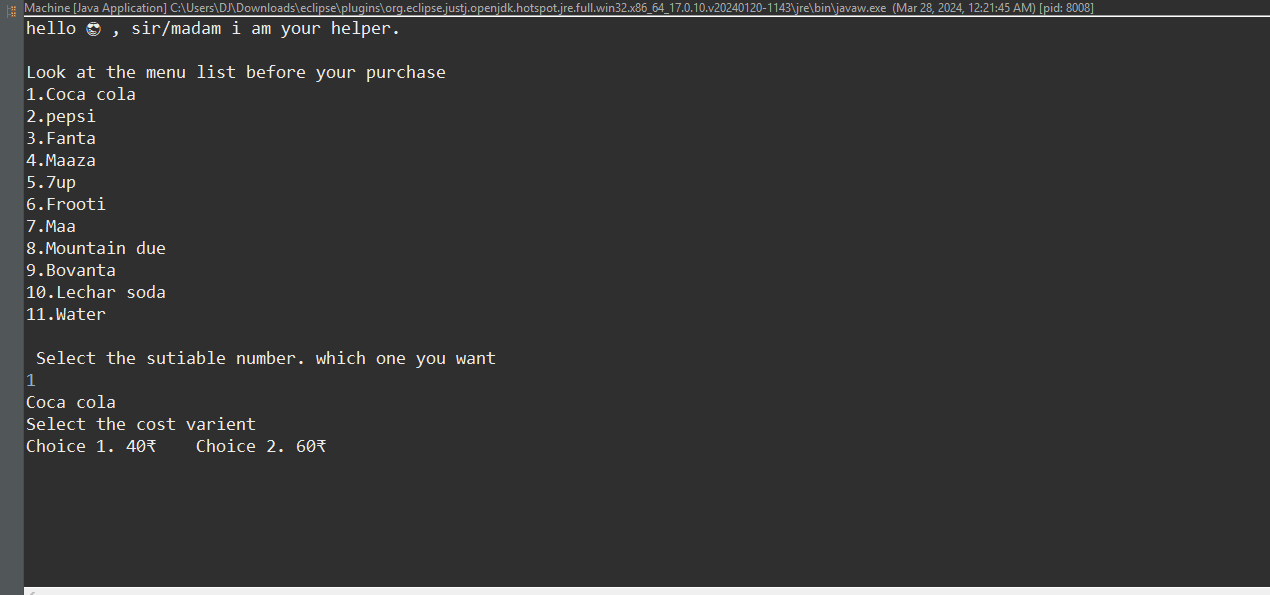 Machine [Java Application] C:\Users\DJ\Downloads\eclipse\plugins\org.eclipse.justj.openjdk.hotspot.jre.full.win32.x86_64_17.0.10.v20240120-1143\jre\bin\javaw.exe (Mar 28, 2024, 12:21:45 AM) [pid: 8008]
hello 😎 , sir/madam i am your helper.
Look at the menu list before your purchase
1.Coca cola
2.pepsi
3.Fanta
4.Maaza
5.7up
6.Frooti
7.Maa
8.Mountain due
9.Bovanta
10.Lechar soda
11.Water
Select the sutiable number. which one you want
1
Coca cola
Select the cost varient
Choice 1. 40₹    Choice 2. 60₹